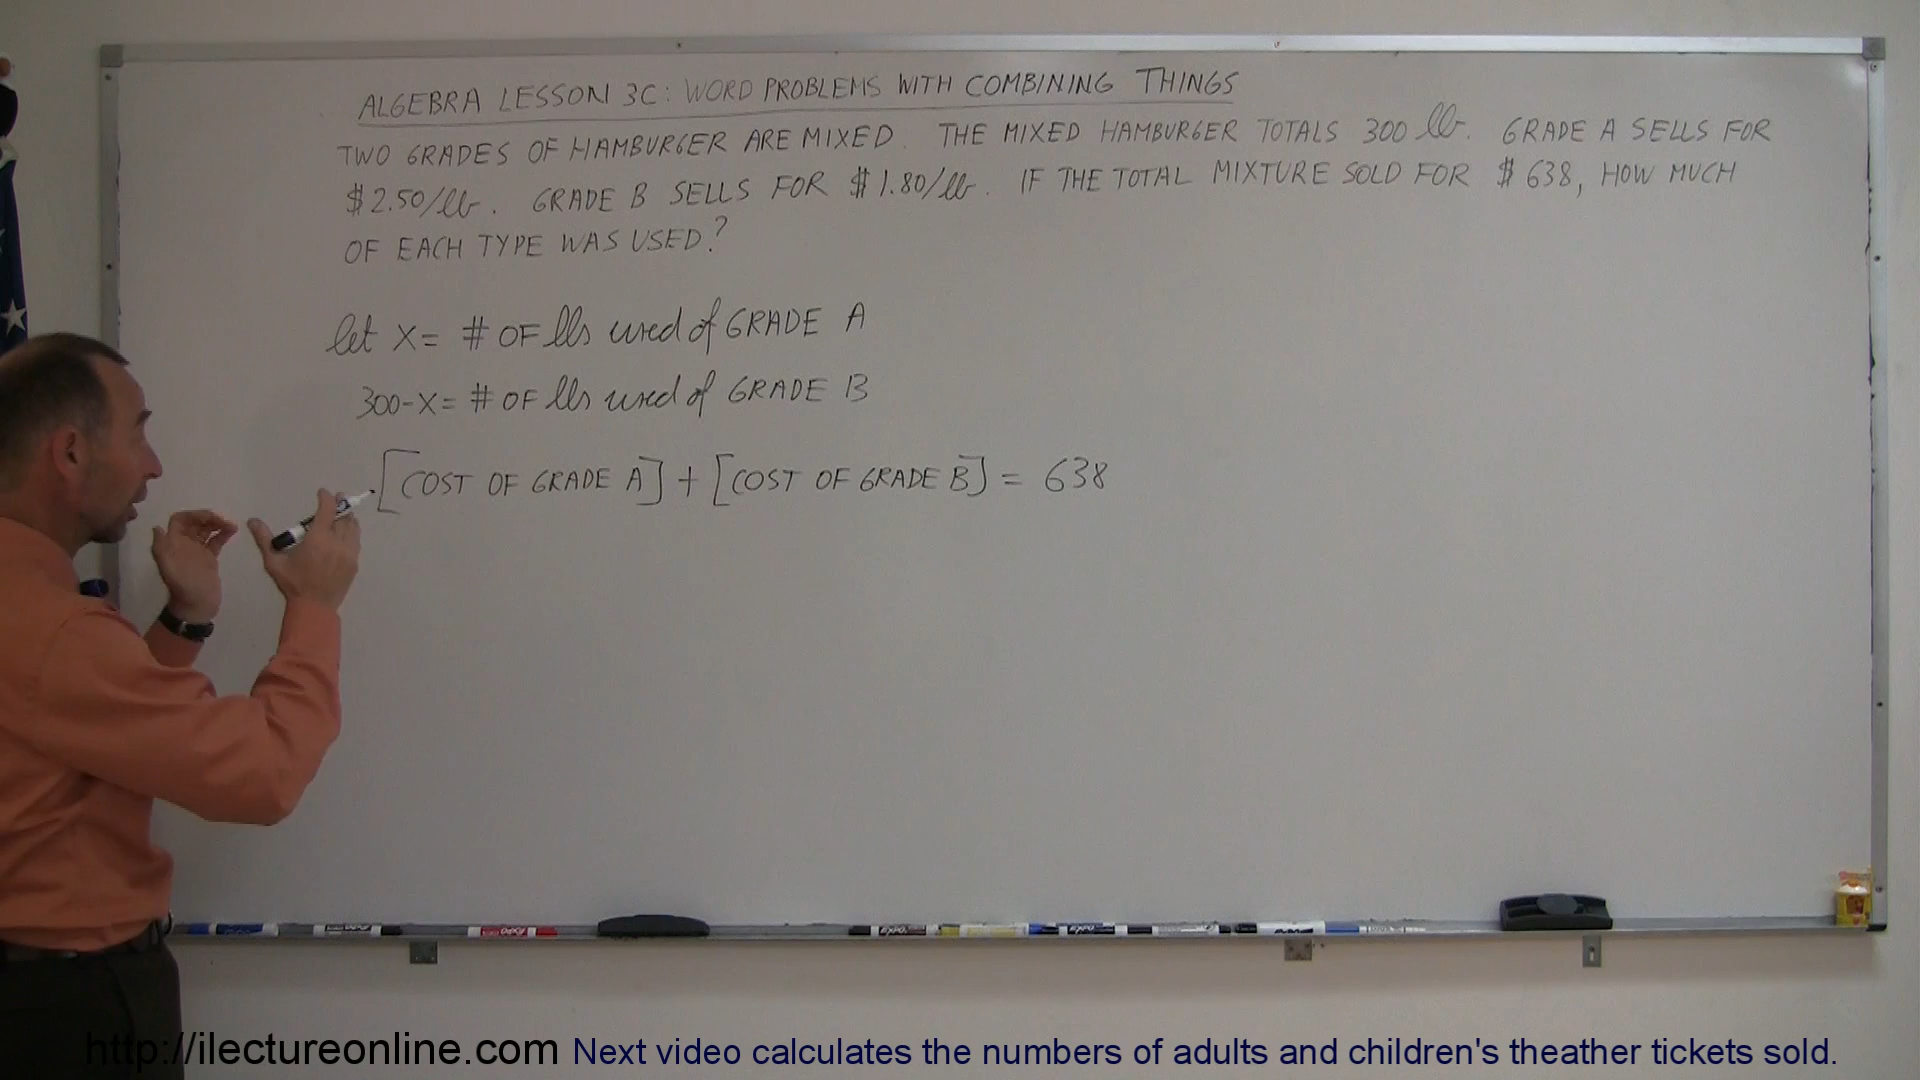 ALGEBRA LESSON 3C: WORD PROBLEMS WITH COMBINING THINGS
TWO GRADES OF HAMBURGER ARE MIXED. THE MIXED HAMBURGER TOTALS 300 lb. GRADE A SELLS FOR
$2.50/lb. GRADE B SELLS FOR $1.80/lb. IF THE TOTAL MIXTURE SOLD FOR $638, HOW MUCH
OF EACH TYPE WAS USED?
let X = # OF lbs used of GRADE A
300-X = # OF lbs used of GRADE B
[COST OF GRADE A] + [COST OF GRADE B] = 638
http://ilectureonline.com Next video calculates the numbers of adults and children's theather tickets sold.